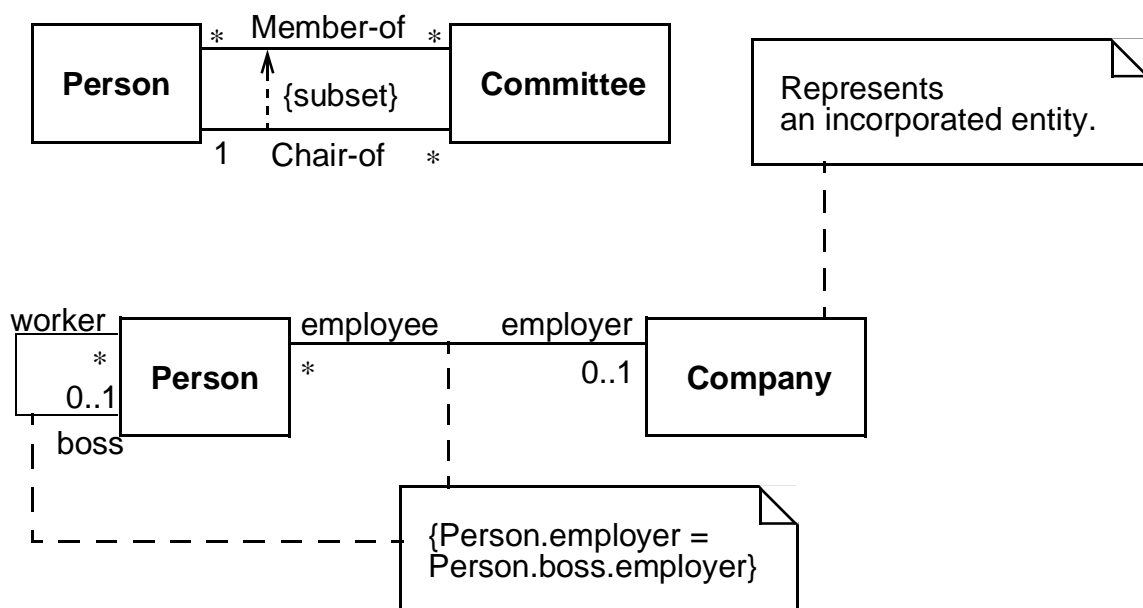 * Member-of *
Person
{subset}
Committee
1 Chair-of *
Represents
an incorporated entity.
worker
*
0..1
boss
Person
employee
*
employer
0..1
Company
{Person.employer =
Person.boss.employer}